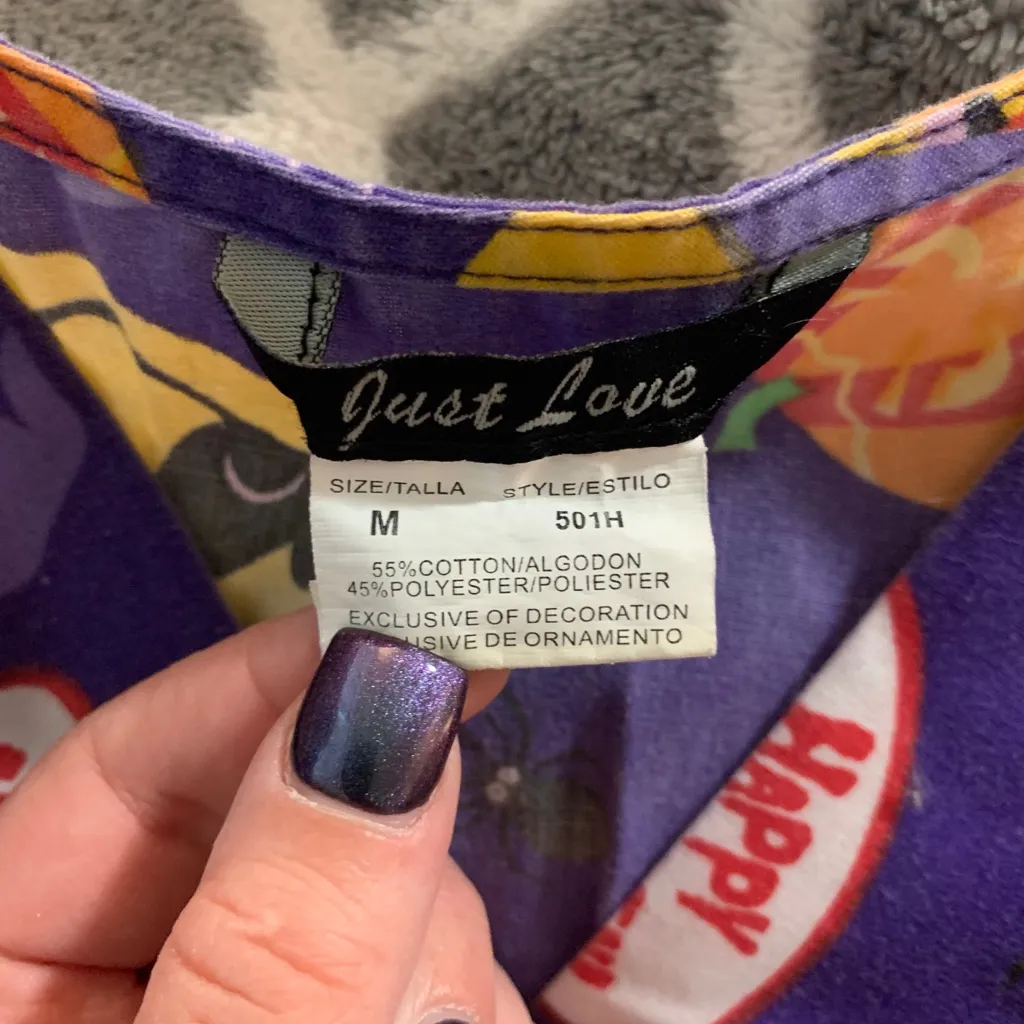 Just Love
SIZE/TALLA STYLE/ESTILO
M 501H
55%COTTON/ALGODON
45%POLYESTER/POLIESTER
EXCLUSIVE OF DECORATION
DE ORNAMENTO
HAPPY